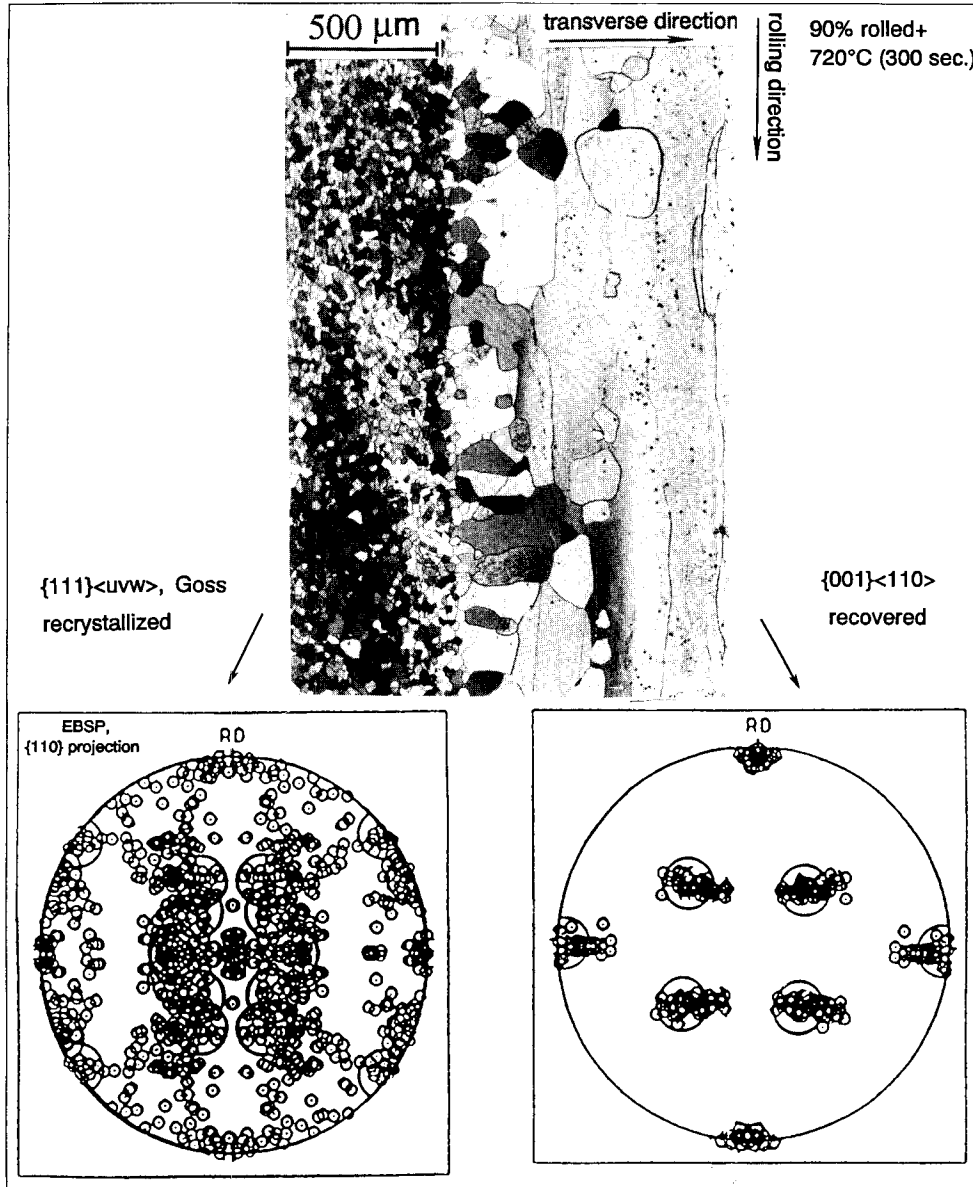 500 µm
transverse direction
rolling direction
90% rolled+
720°C (300 sec.)
{111}<uvw>, Goss
recrystallized
{001}<110>
recovered
EBSP,
{110} projection
RD
RD